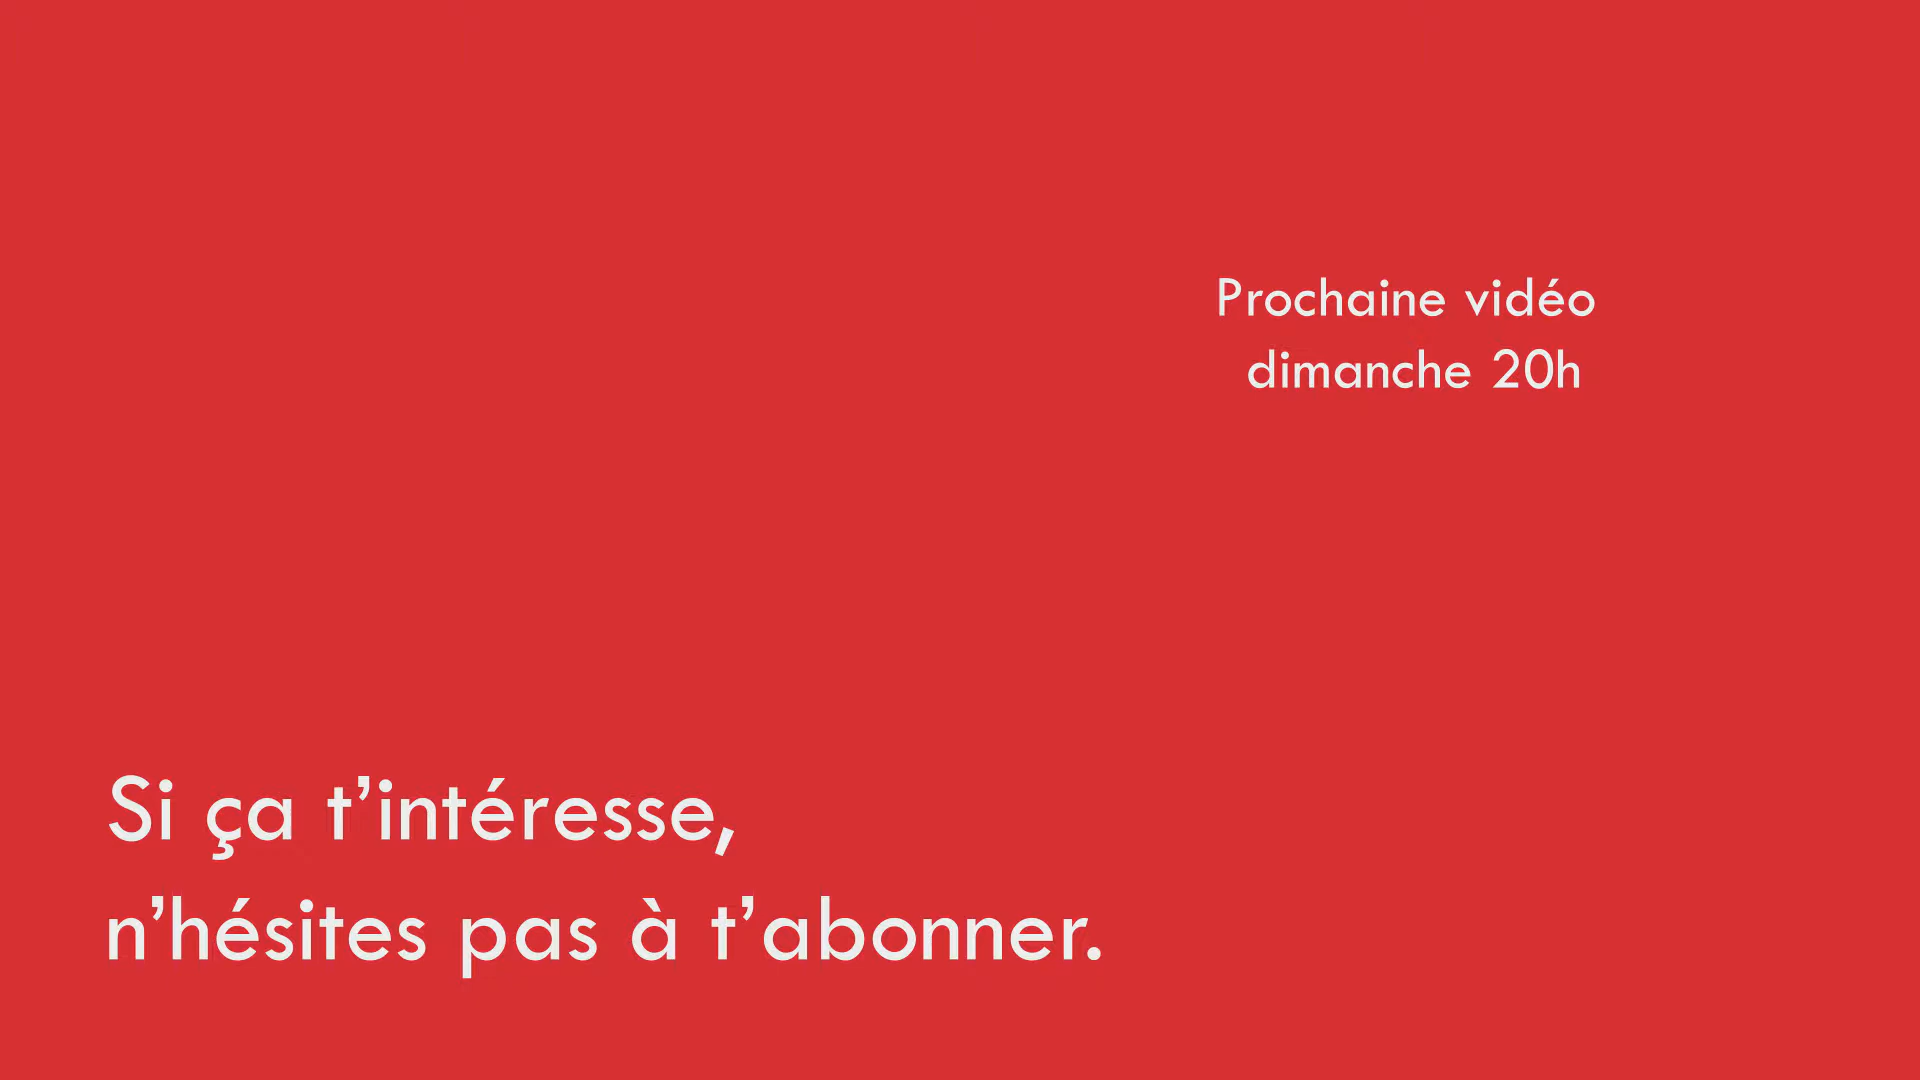 Prochaine vidéo
dimanche 20h
Si ça t’intéresse,
n’hésites pas à t’abonner.